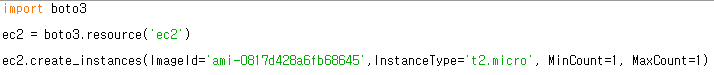 import boto3
ec2 = boto3.resource('ec2')
ec2.create_instances(ImageId='ami-0817d428a6fb68645',InstanceType='t2.micro', MinCount=1, MaxCount=1)